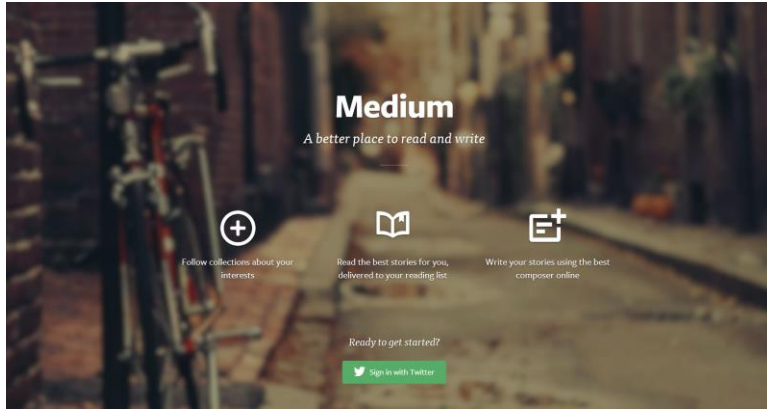 Medium
A better place to read and write
Follow collections about your
interests
Read the best stories for you,
delivered to your reading list
Write your stories using the best
composer online
Ready to get started?
Sign in with Twitter